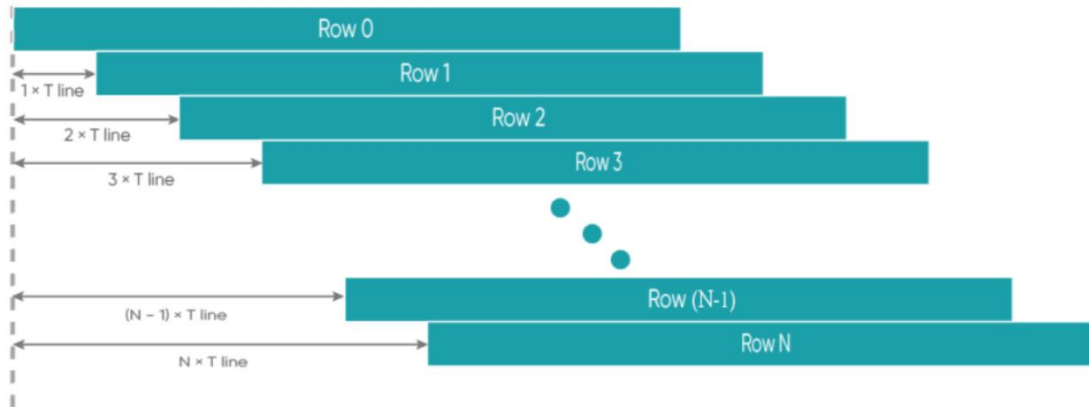 Row 0
Row 1
1 × T line
Row 2
2 × T line
Row 3
3 × T line
Row (N-1)
(N – 1) × T line
Row N
N × T line